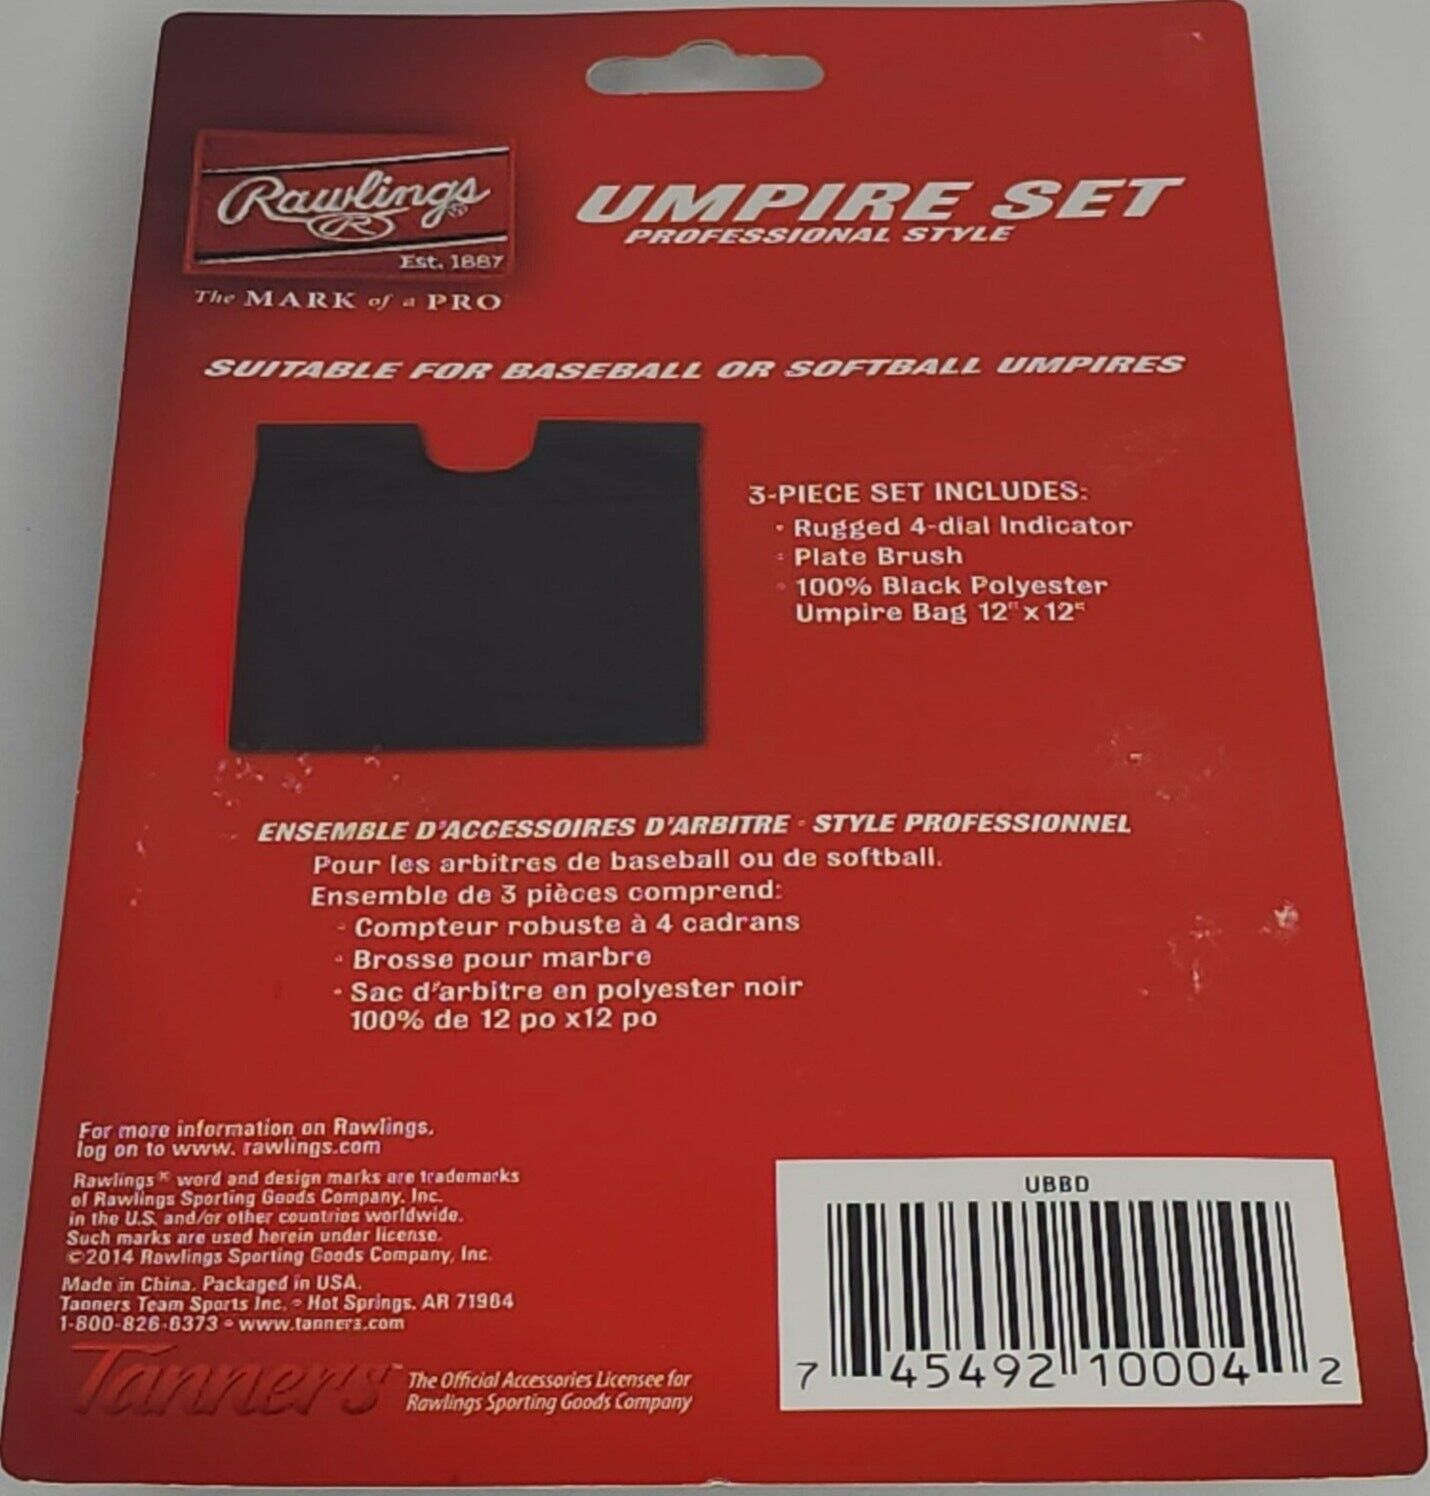 Rawlings
R
Est. 1887
The MARK of a PRO
UMPIRE SET
PROFESSIONAL STYLE
SUITABLE FOR BASEBALL OR SOFTBALL UMPIRES
3-PIECE SET INCLUDES:
• Rugged 4-dial Indicator
• Plate Brush
• 100% Black Polyester
Umpire Bag 12" x 12"
ENSEMBLE D'ACCESSOIRES D'ARBITRE • STYLE PROFESSIONNEL
Pour les arbitres de baseball ou de softball.
Ensemble de 3 pièces comprend:
• Compteur robuste à 4 cadrans
• Brosse pour marbre
• Sac d'arbitre en polyester noir
100% de 12 po x12 po
For more information on Rawlings,
log on to www. rawlings.com
Rawlings® word and design marks are trademarks
of Rawlings Sporting Goods Company, Inc.
in the U.S. and/or other countries worldwide.
Such marks are used herein under license.
©2014 Rawlings Sporting Goods Company, Inc.
Made in China. Packaged in USA.
Tanners Team Sports Inc. • Hot Springs, AR 71964
1-800-826-6373 • www.tanners.com
Tanners™
The Official Accessories Licensee for
Rawlings Sporting Goods Company
UBBD
7 45492 10004 2